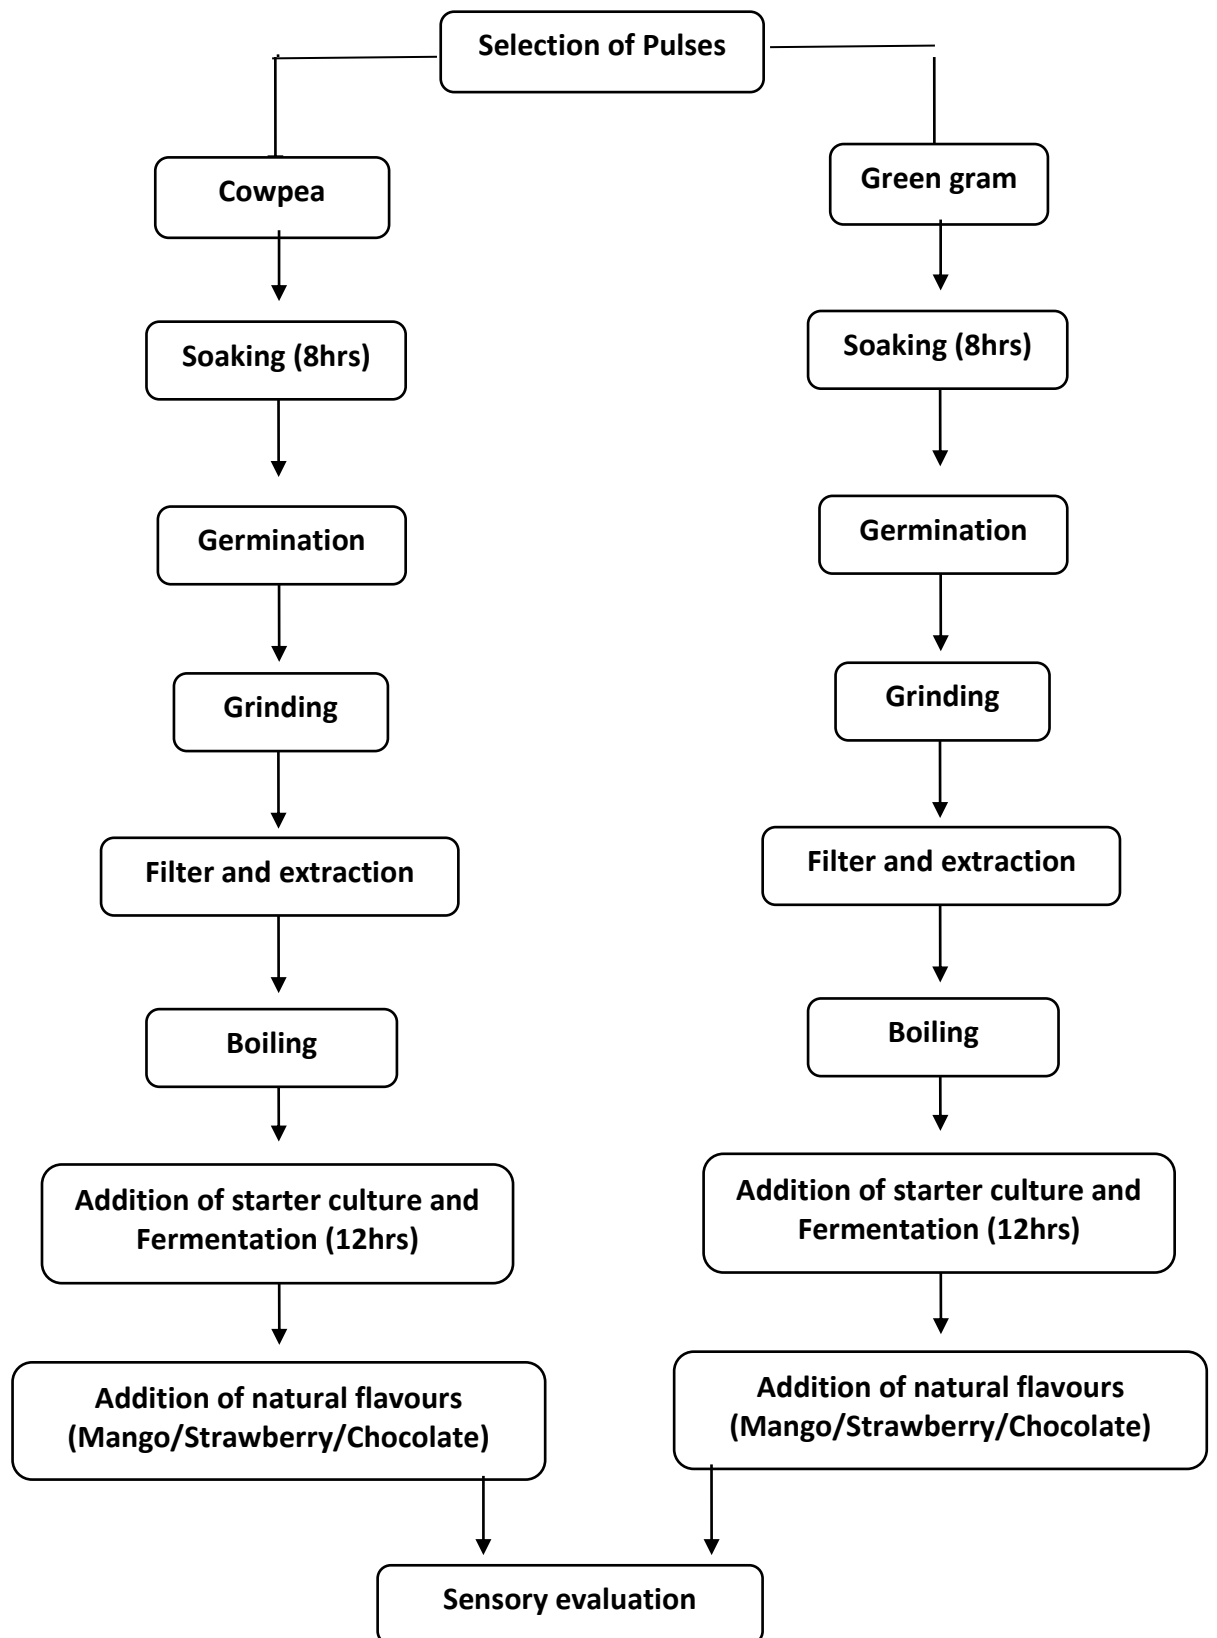 Selection of Pulses
Cowpea
Green gram
Soaking (8hrs)
Soaking (8hrs)
Germination
Germination
Grinding
Grinding
Filter and extraction
Filter and extraction
Boiling
Boiling
Addition of starter culture and
Fermentation (12hrs)
Addition of starter culture and
Fermentation (12hrs)
Addition of natural flavours
(Mango/Strawberry/Chocolate)
Addition of natural flavours
(Mango/Strawberry/Chocolate)
Sensory evaluation